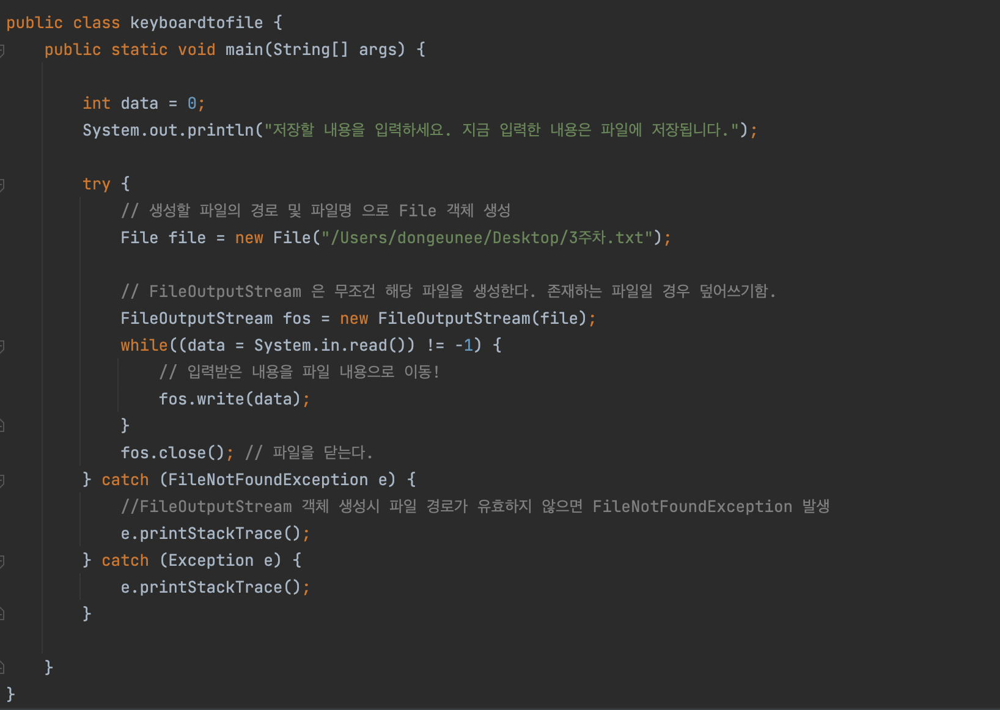 public class keyboardtofile {
public static void main(String[] args) {
int data = 0;
System.out.println("저장할 내용을 입력하세요. 지금 입력한 내용은 파일에 저장됩니다.");
try {
// 생성할 파일의 경로 및 파일명 으로 File 객체 생성
File file = new File("/Users/dongeunee/Desktop/3주차.txt");
// FileOutputStream 은 무조건 해당 파일을 생성한다. 존재하는 파일일 경우 덮어쓰기함.
FileOutputStream fos = new FileOutputStream(file);
while((data = System.in.read()) != -1) {
// 입력받은 내용을 파일 내용으로 이동!
fos.write(data);
}
fos.close(); // 파일을 닫는다.
} catch (FileNotFoundException e) {
//FileOutputStream 객체 생성시 파일 경로가 유효하지 않으면 FileNotFoundException 발생
e.printStackTrace();
} catch (Exception e) {
e.printStackTrace();
}
}
}